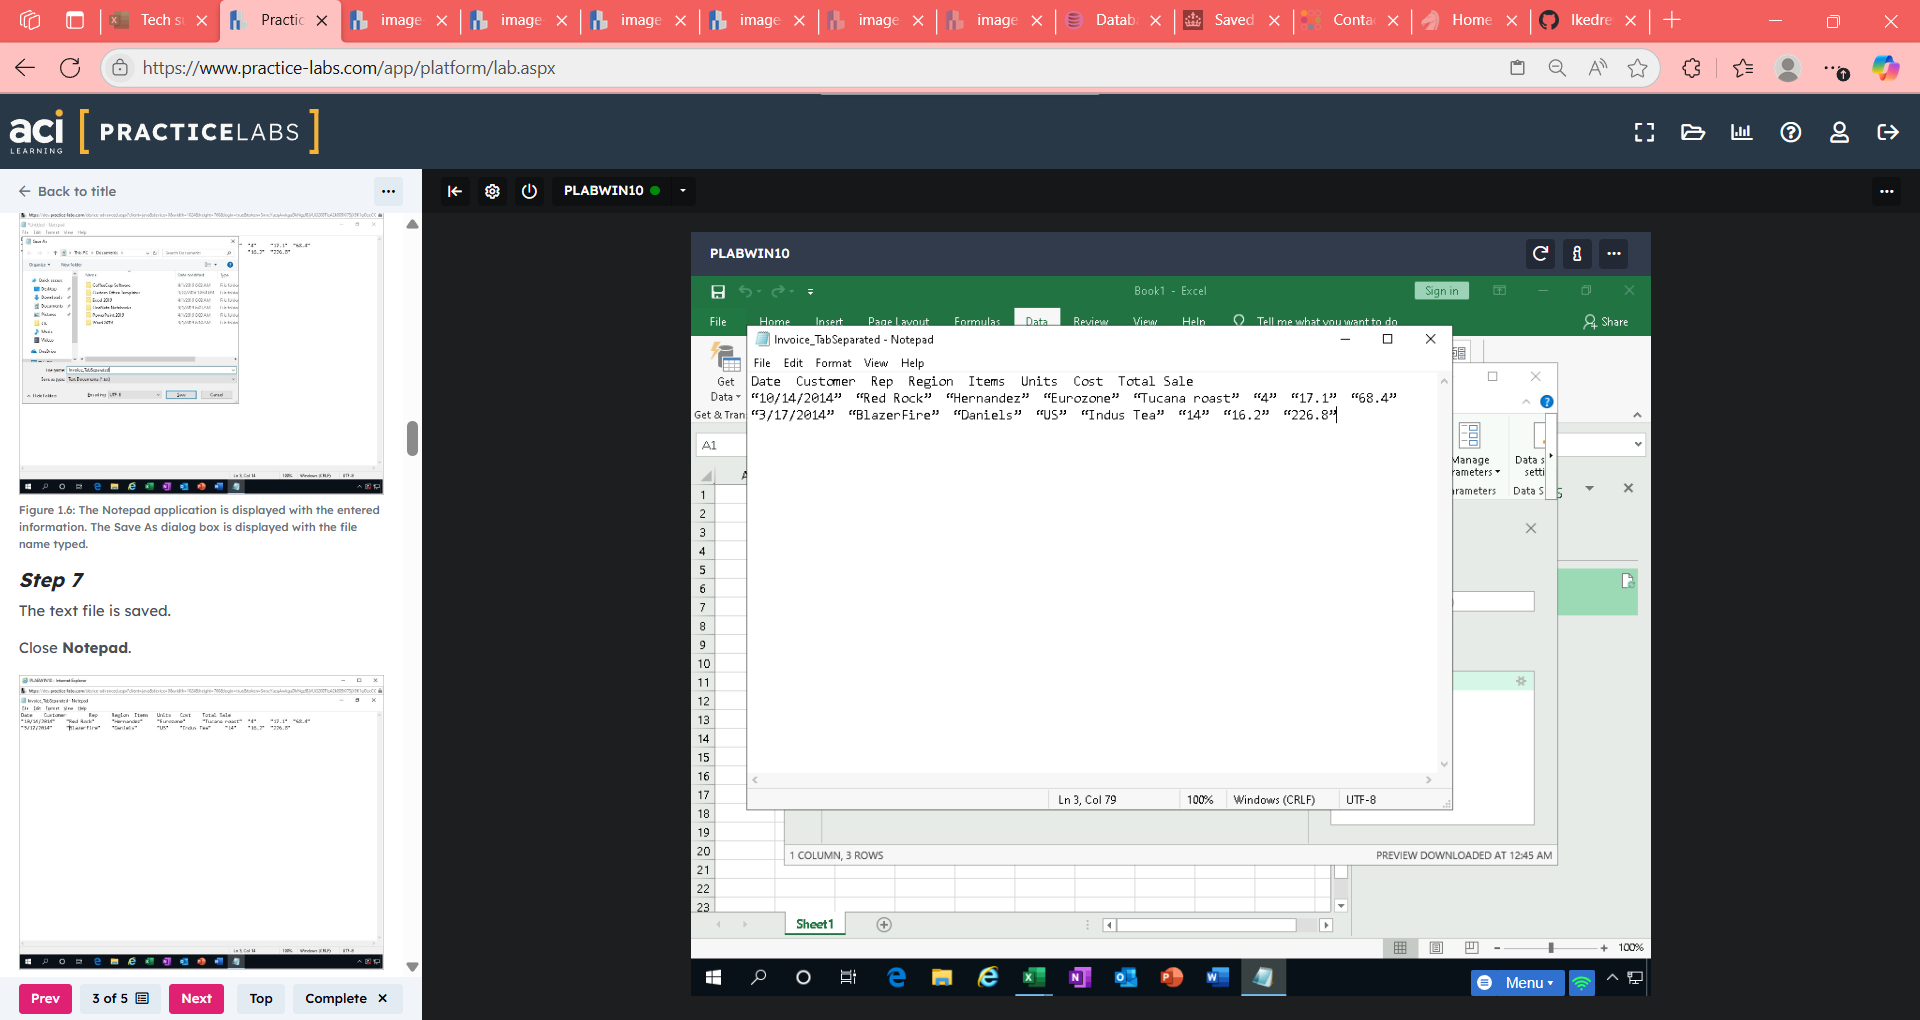 Tech su
Practic
image
image
image
image
image
image
Datab
Saved
Conta
Home
Ikedre
https://www.practice-labs.com/app/platform/lab.aspx
aci
LEARNING
PRACTICELABS
Back to title
PLABWIN10
Figure 1.6: The Notepad application is displayed with the entered
information. The Save As dialog box is displayed with the file
name typed.
Step 7
The text file is saved.
Close Notepad.
Prev
3 of 5
Next
Top
Complete
PLABWIN10
Book1 - Excel
Sign in
File Home Insert Page Layout Formulas Data Review View Help Tell me what you want to do
Share
Get
Data
Get & Tran
A1
Invoice_TabSeparated - Notepad
File Edit Format View Help
Date Customer Rep Region Items Units Cost Total Sale
“10/14/2014” “Red Rock” “Hernandez” “Eurozone” “Tucana roast” “4” “17.1” “68.4”
“3/17/2014” “BlazerFire” “Daniels” “US” “Indus Tea” “14” “16.2” “226.8”
Ln 3, Col 79
100%
Windows (CRLF)
UTF-8
Manage
rameters
rameters
Data s
setti
Data S
1
2
3
4
5
6
7
8
9
10
11
12
13
14
15
16
17
18
19
20
21
22
23
1 COLUMN, 3 ROWS
PREVIEW DOWNLOADED AT 12:45 AM
Sheet1
100%
Menu